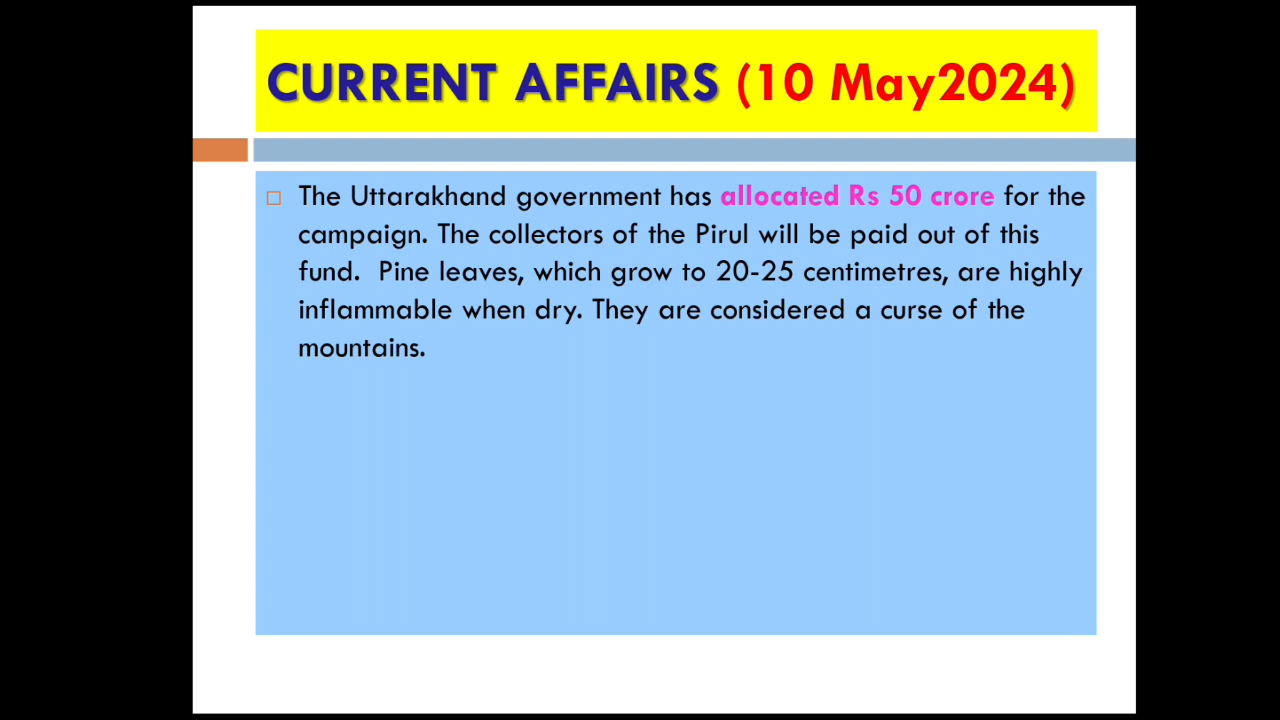 CURRENT AFFAIRS (10 May2024)
The Uttarakhand government has allocated Rs 50 crore for the
campaign. The collectors of the Pirul will be paid out of this
fund.  Pine leaves, which grow to 20-25 centimetres, are highly
inflammable when dry. They are considered a curse of the
mountains.